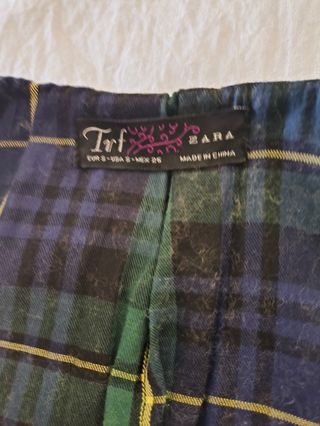 Trf ZARA
EUR S - USA S - MEX 26 MADE IN CHINA